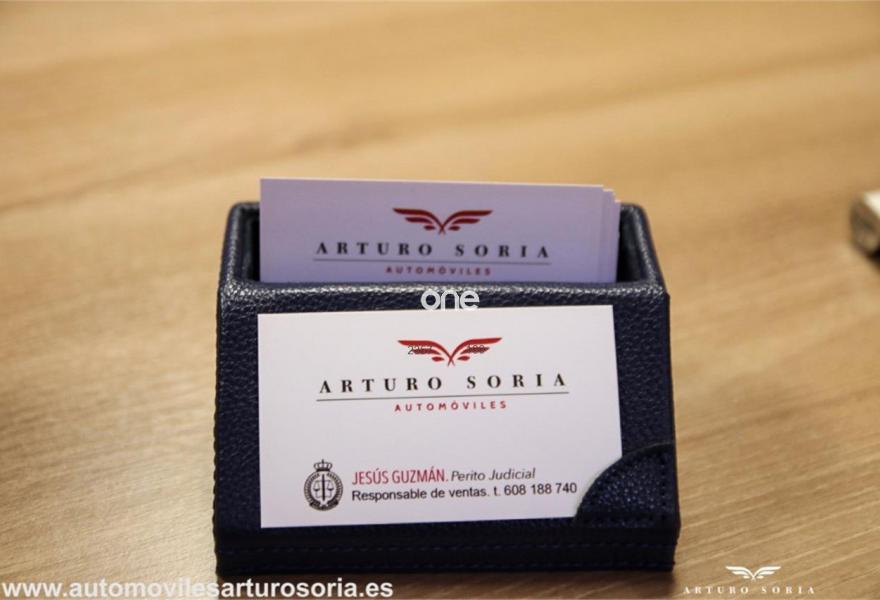 ARTURO SORIA
AUTOMÓVILES
one
ARTURO SORIA
AUTOMÓVILES
JESÚS GUZMÁN. Perito Judicial
Responsable de ventas. t. 608 188 740
www.automovilesarturosoria.es
ARTURO SORIA